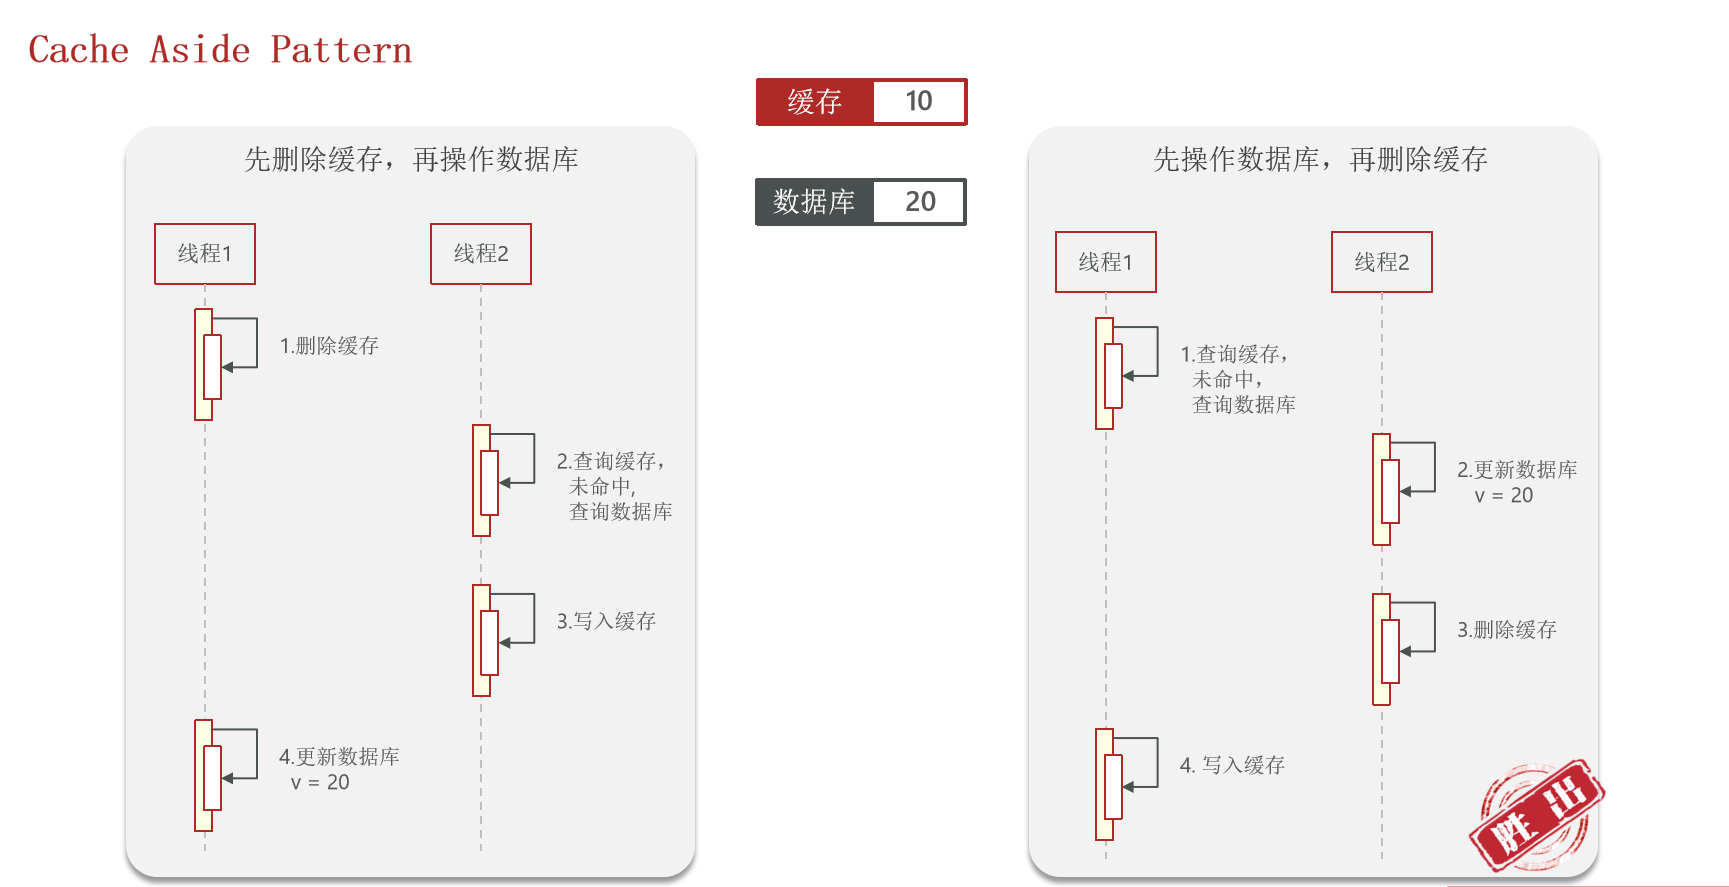 Cache Aside Pattern
缓存 10
数据库 20
先删除缓存，再操作数据库
线程1
线程2
1.删除缓存
2.查询缓存，
未命中，
查询数据库
3.写入缓存
4.更新数据库
v = 20
先操作数据库，再删除缓存
线程1
线程2
1.查询缓存，
未命中，
查询数据库
2.更新数据库
v = 20
3.删除缓存
4. 写入缓存
胜出